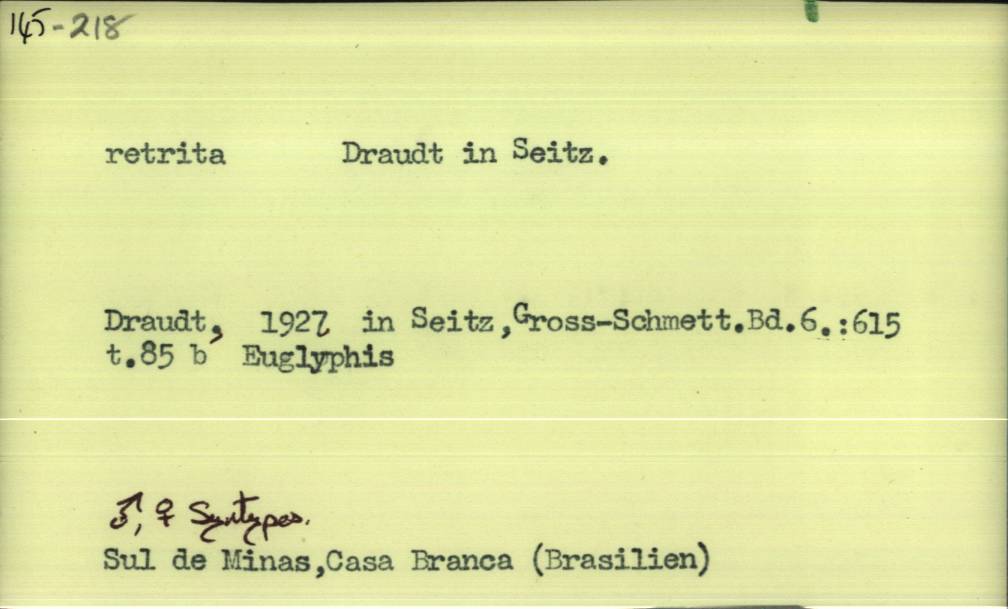 145-218
retrita Draudt in Seitz.
Draudt, 1927 in Seitz,Gross-Schmett.Bd.6.:615
t.85 b Euglyphis
♂, ♀ Syntypes.
Sul de Minas,Casa Branca (Brasilien)